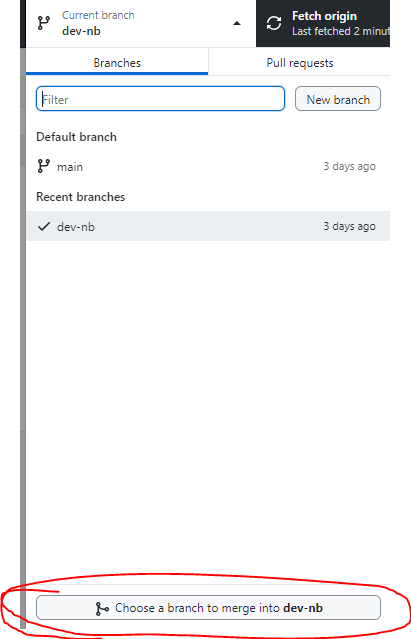 Current branch
dev-nb
Fetch origin
Last fetched 2 minut
Branches
Pull requests
Filter
New branch
Default branch
main
3 days ago
Recent branches
dev-nb
3 days ago
Choose a branch to merge into dev-nb